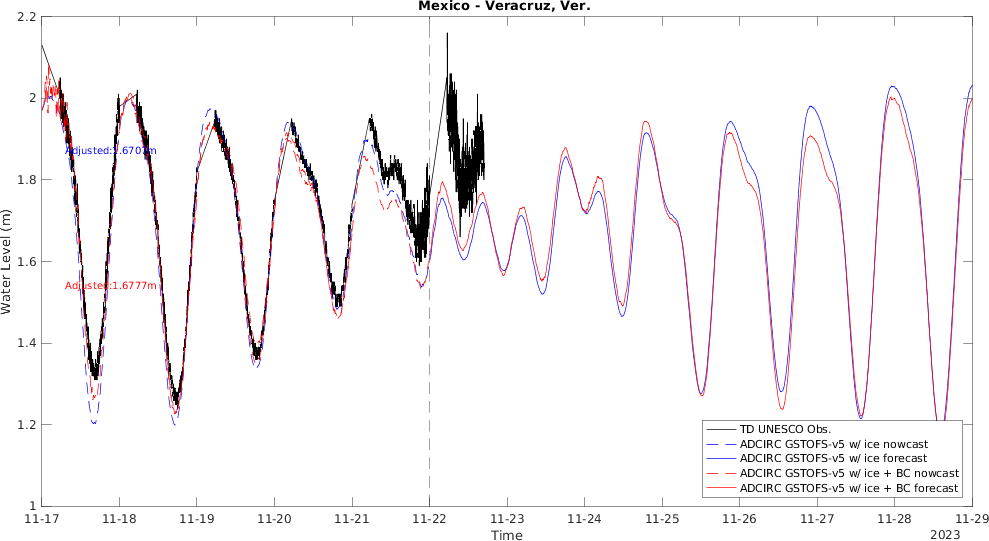 Mexico - Veracruz, Ver.
2.2
2
1.8
1.6
1.4
1.2
1
Water Level (m)
Adjusted:1.6777m
TD UNESCO Obs.
ADCIRC GSTOFS-v5 w/ ice nowcast
ADCIRC GSTOFS-v5 w/ ice forecast
ADCIRC GSTOFS-v5 w/ ice + BC nowcast
ADCIRC GSTOFS-v5 w/ ice + BC forecast
11-17 11-18 11-19 11-20 11-21 11-22 11-23 11-24 11-25 11-26 11-27 11-28 11-29
Time
2023